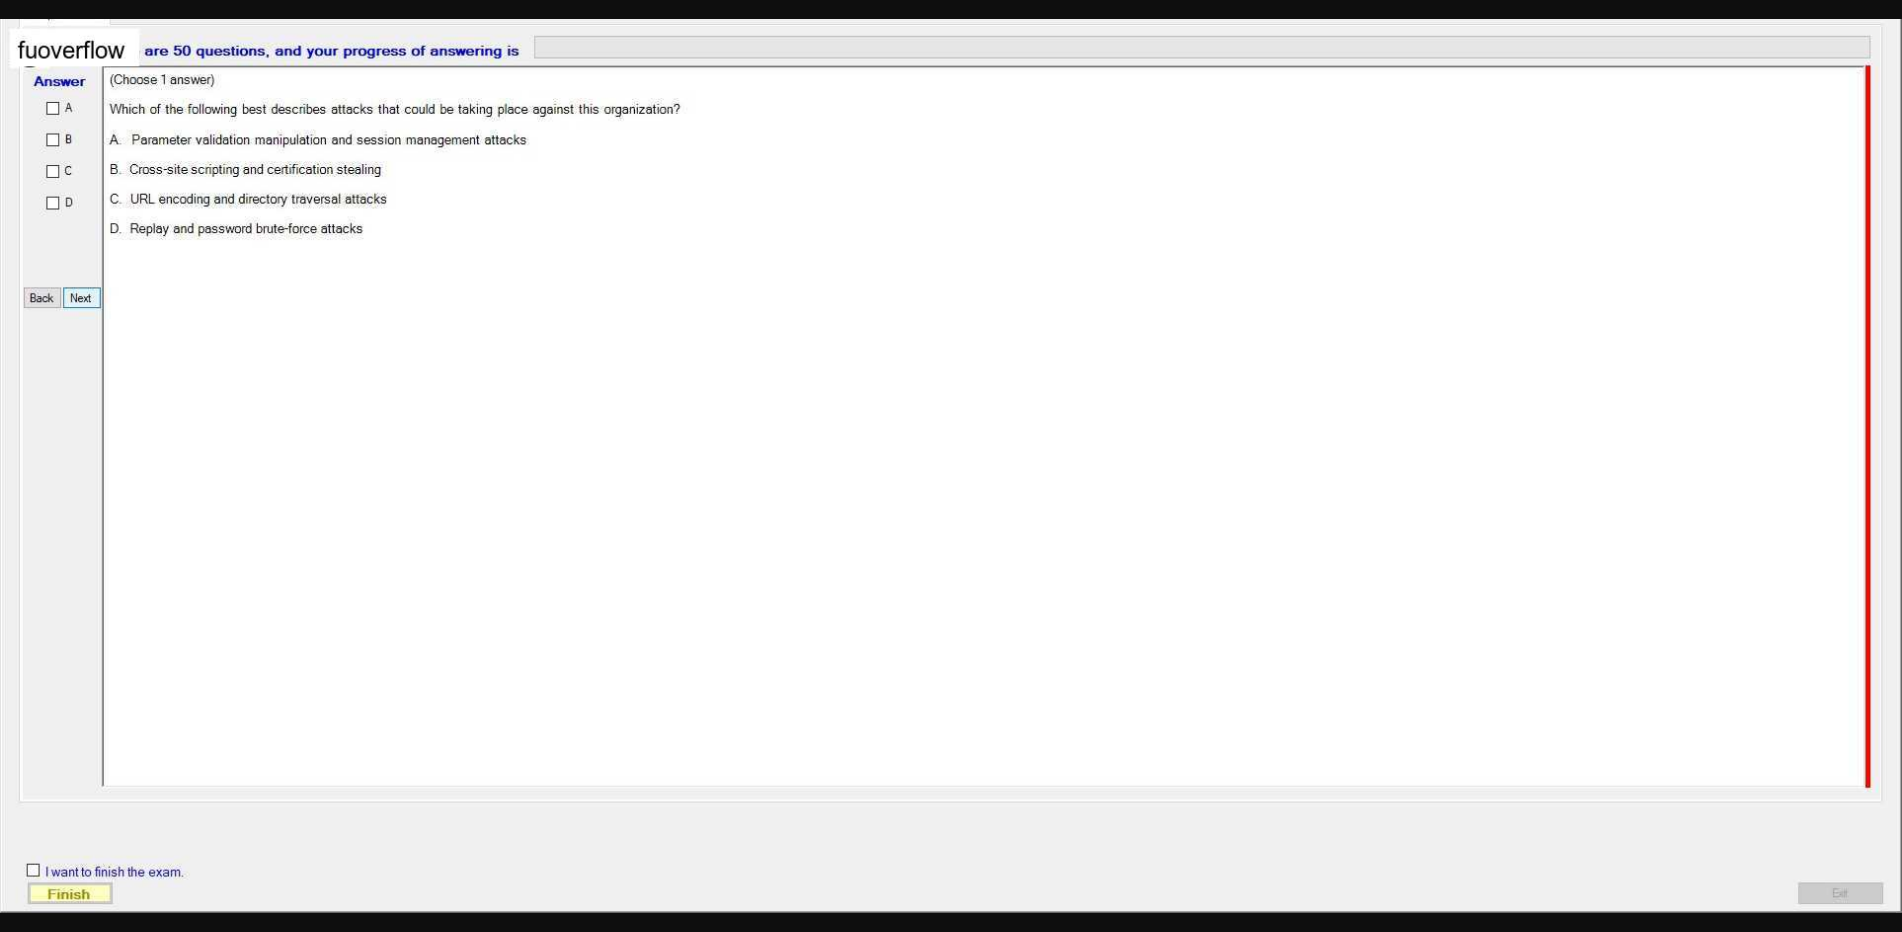 fuoverflow are 50 questions, and your progress of answering is
Answer
A
B
C
D
Back Next
(Choose 1 answer)
Which of the following best describes attacks that could be taking place against this organization?
A. Parameter validation manipulation and session management attacks
B. Cross-site scripting and certification stealing
C. URL encoding and directory traversal attacks
D. Replay and password brute-force attacks
I want to finish the exam.
Finish
Exit